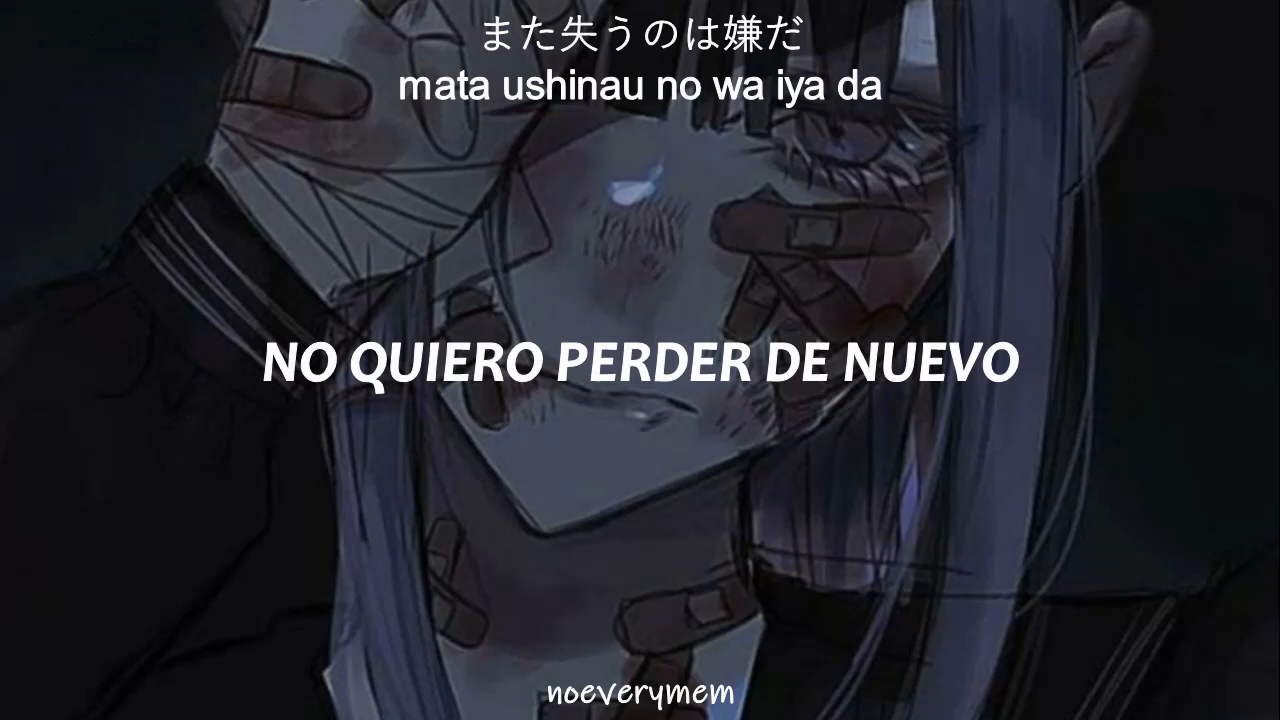 また失うのは嫌だ
mata ushinau no wa iya da
NO QUIERO PERDER DE NUEVO
noeverymem